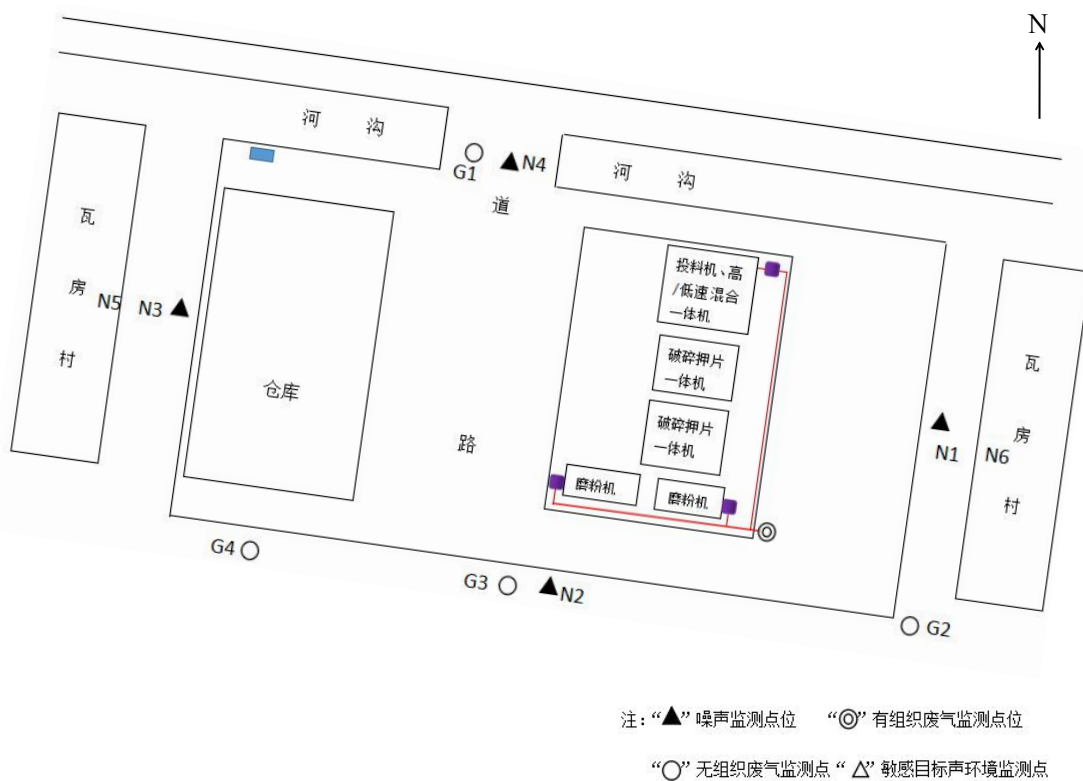 N
河 沟
G1
N4
河 沟
道
瓦
房
村
N5
N3
仓库
路
投料机、高
/低速混合
一体机
破碎押片
一体机
破碎押片
一体机
磨粉机
磨粉机
瓦
房
村
N1
N6
G4
G3
N2
G2
注：“▲”噪声监测点位 “◎”有组织废气监测点位
“○”无组织废气监测点“△”敏感目标声环境监测点